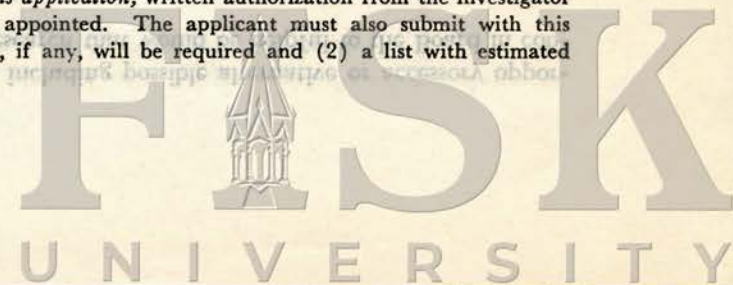 is application, written authorization from the investigator
appointed. The applicant must also submit with this
, if any, will be required and (2) a list with estimated
FISK
UNIVERSITY